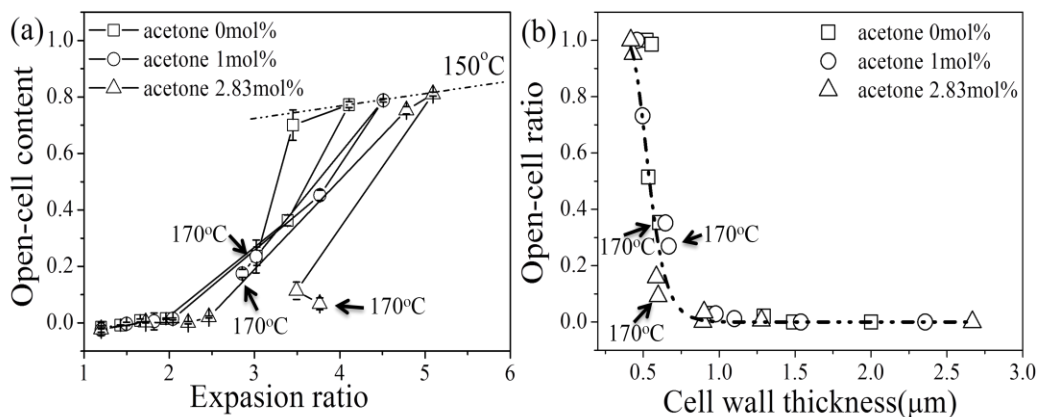 (a)
acetone 0mol%
acetone 1mol%
acetone 2.83mol%
150°C
170°C
170°C
170°C
Open-cell content
1.0
0.8
0.6
0.4
0.2
0.0
1 2 3 4 5 6
Expasion ratio
(b)
acetone 0mol%
acetone 1mol%
acetone 2.83mol%
170°C
170°C
170°C
Open-cell ratio
1.0
0.8
0.6
0.4
0.2
0.0
0.5 1.0 1.5 2.0 2.5 3.0
Cell wall thickness(μm)